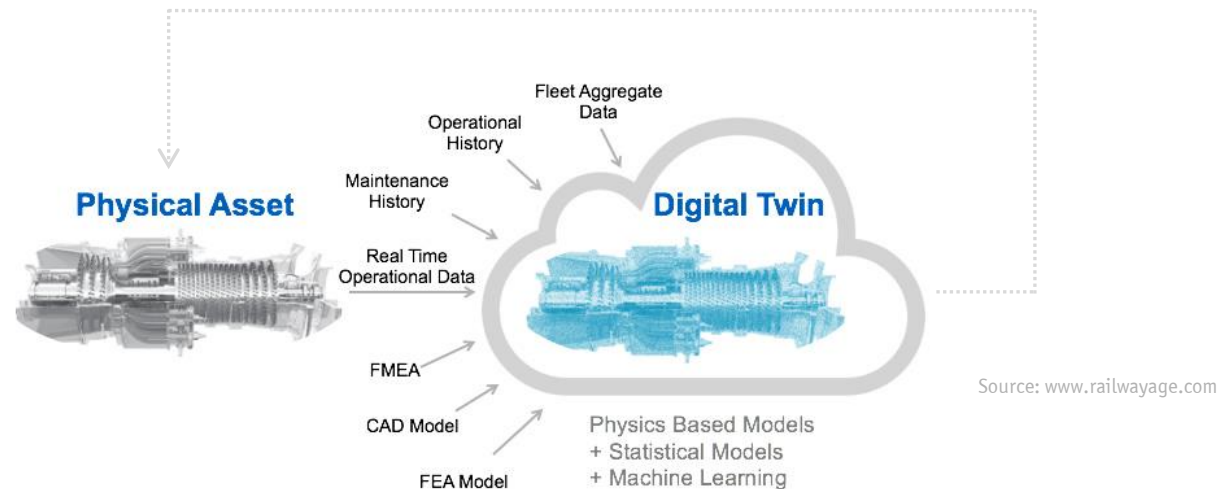 Fleet Aggregate
Data
Operational
History
Maintenance
History
Physical Asset
Digital Twin
Real Time
Operational Data
FMEA
CAD Model
FEA Model
Physics Based Models
+ Statistical Models
+ Machine Learning
Source: www.railwayage.com